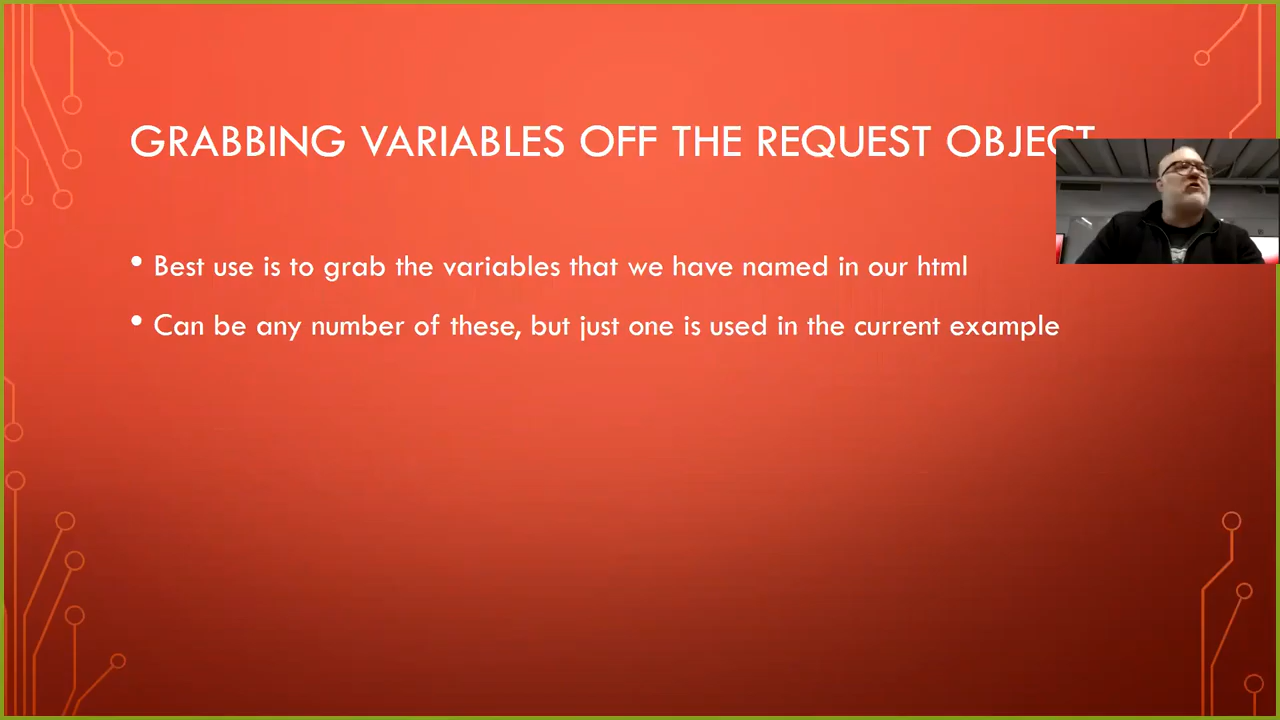 GRABBING VARIABLES OFF THE REQUEST OBJECT
• Best use is to grab the variables that we have named in our html
• Can be any number of these, but just one is used in the current example